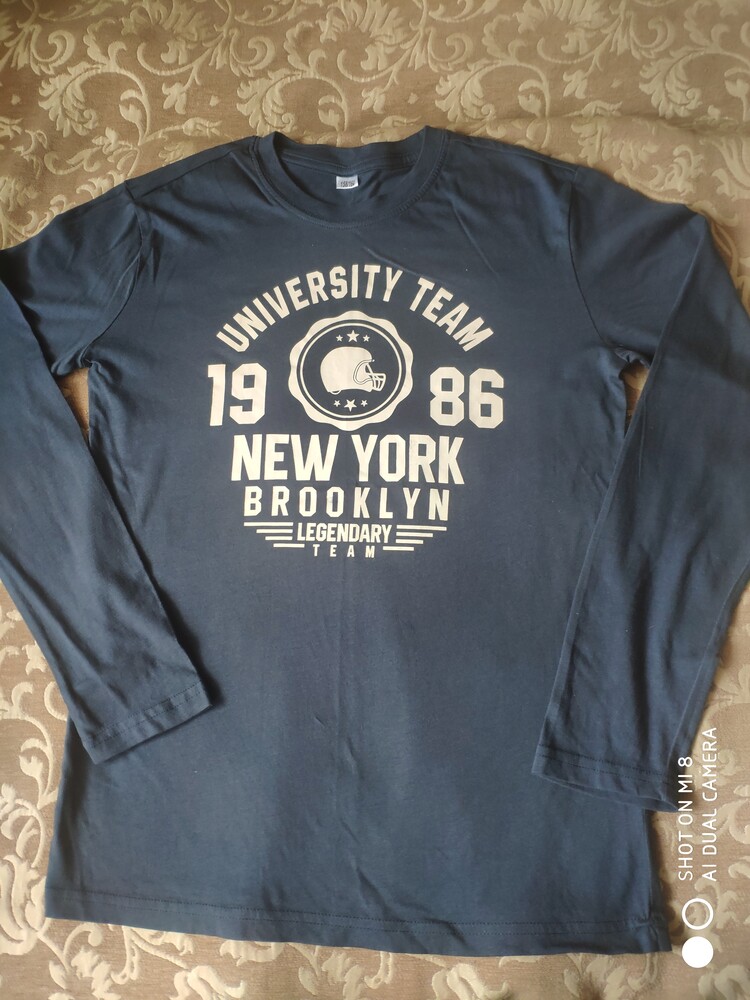 UNIVERSITY TEAM
19 86
NEW YORK
BROOKLYN
LEGENDARY
TEAM
SHOT ON MI 8
AI DUAL CAMERA